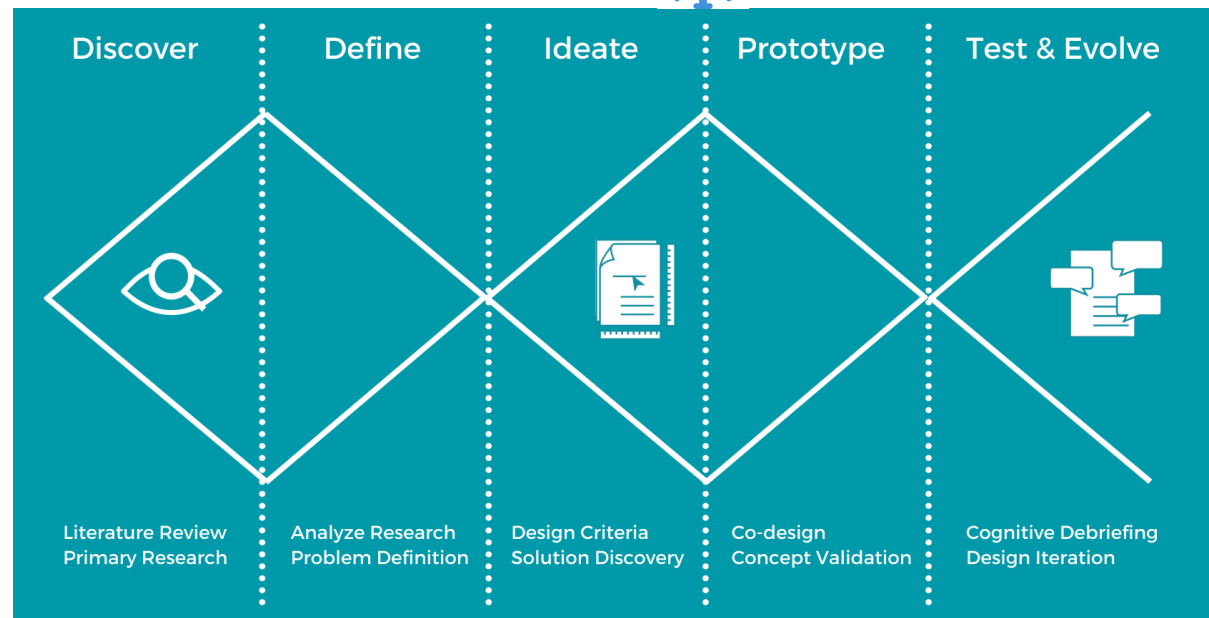 Discover
Define
Ideate
Prototype
Test & Evolve
Literature Review
Primary Research
Analyze Research
Problem Definition
Design Criteria
Solution Discovery
Co-design
Concept Validation
Cognitive Debriefing
Design Iteration